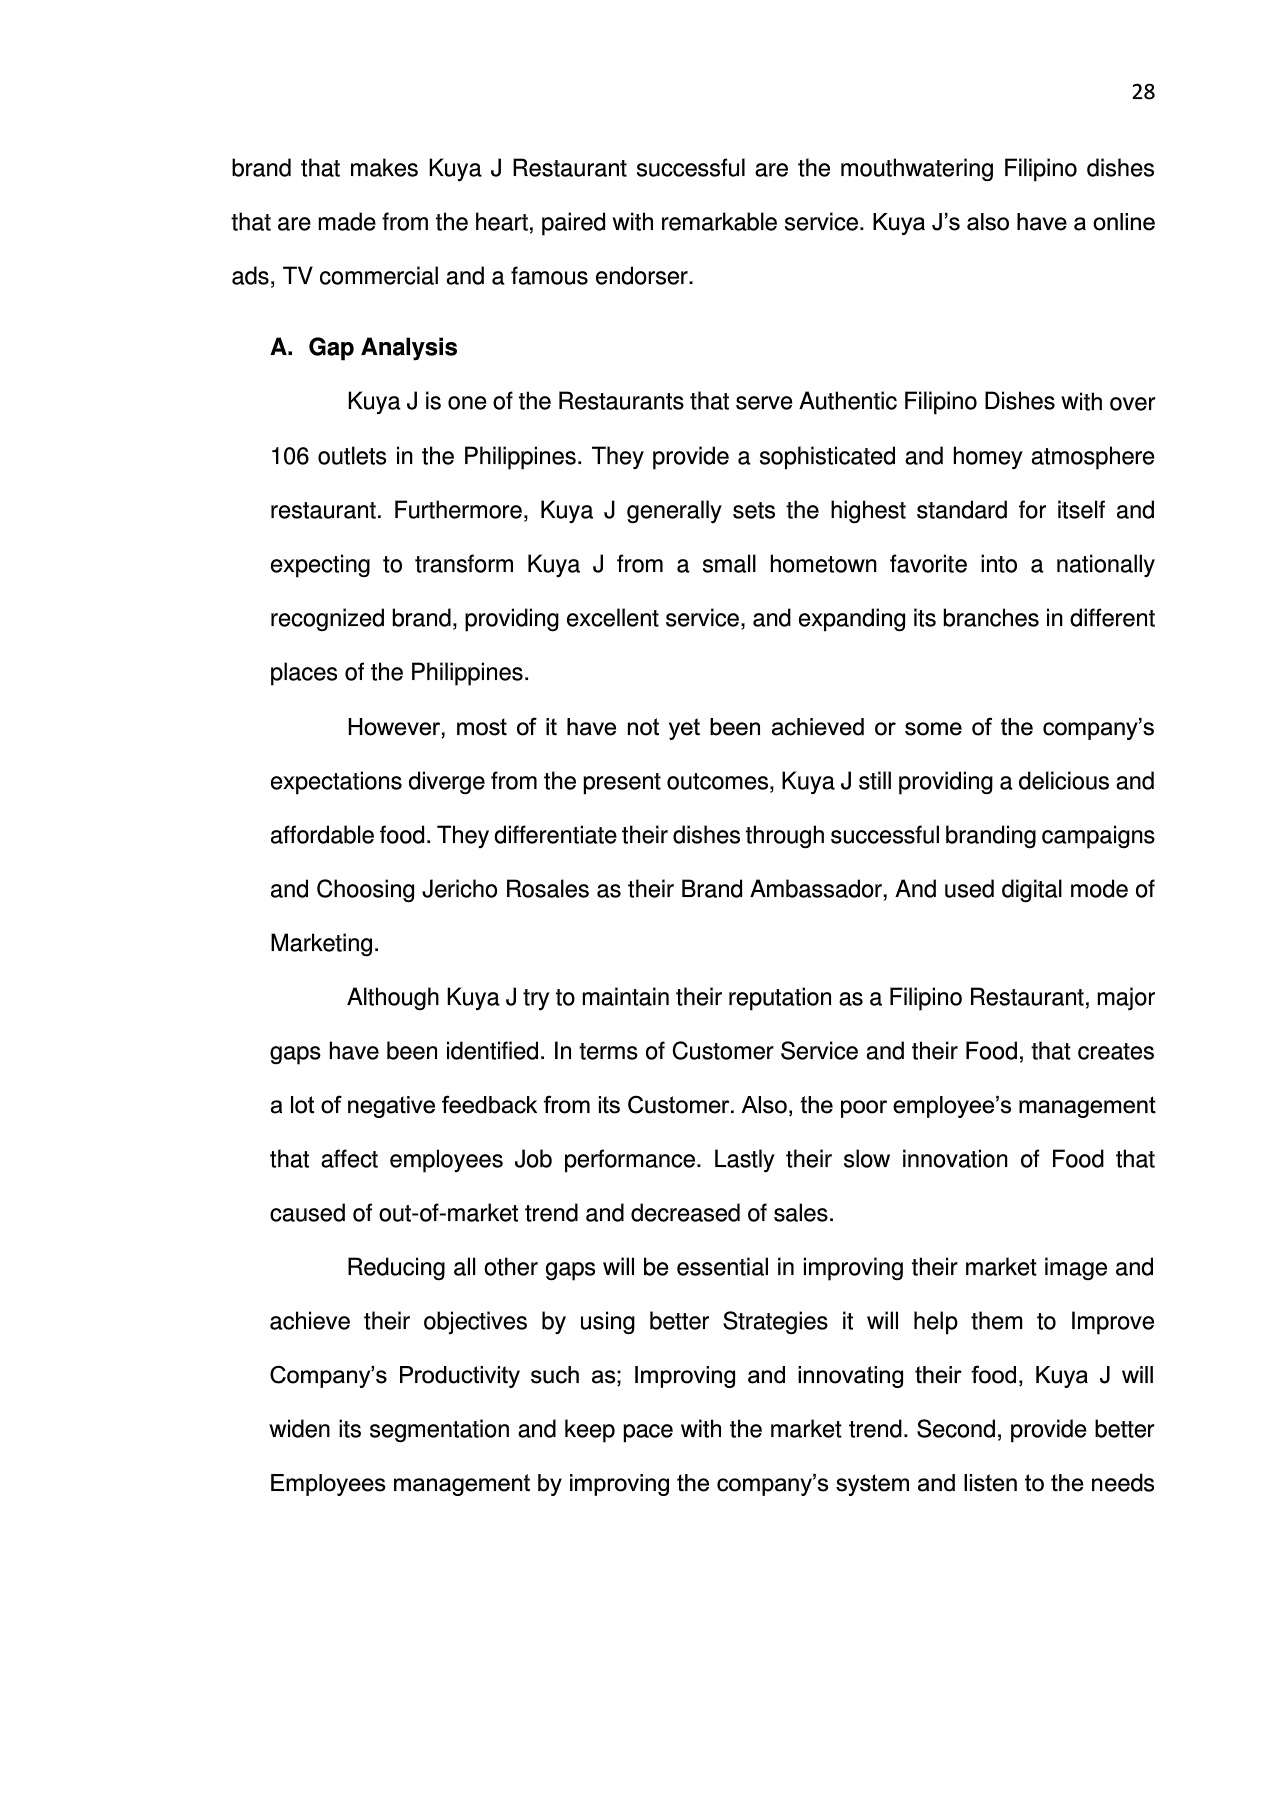 28
brand that makes Kuya J Restaurant successful are the mouthwatering Filipino dishes
that are made from the heart, paired with remarkable service. Kuya J’s also have a online
ads, TV commercial and a famous endorser.
A. Gap Analysis
Kuya J is one of the Restaurants that serve Authentic Filipino Dishes with over
106 outlets in the Philippines. They provide a sophisticated and homey atmosphere
restaurant. Furthermore, Kuya J generally sets the highest standard for itself and
expecting to transform Kuya J from a small hometown favorite into a nationally
recognized brand, providing excellent service, and expanding its branches in different
places of the Philippines.
However, most of it have not yet been achieved or some of the company’s
expectations diverge from the present outcomes, Kuya J still providing a delicious and
affordable food. They differentiate their dishes through successful branding campaigns
and Choosing Jericho Rosales as their Brand Ambassador, And used digital mode of
Marketing.
Although Kuya J try to maintain their reputation as a Filipino Restaurant, major
gaps have been identified. In terms of Customer Service and their Food, that creates
a lot of negative feedback from its Customer. Also, the poor employee’s management
that affect employees Job performance. Lastly their slow innovation of Food that
caused of out-of-market trend and decreased of sales.
Reducing all other gaps will be essential in improving their market image and
achieve their objectives by using better Strategies it will help them to Improve
Company’s Productivity such as; Improving and innovating their food, Kuya J will
widen its segmentation and keep pace with the market trend. Second, provide better
Employees management by improving the company’s system and listen to the needs